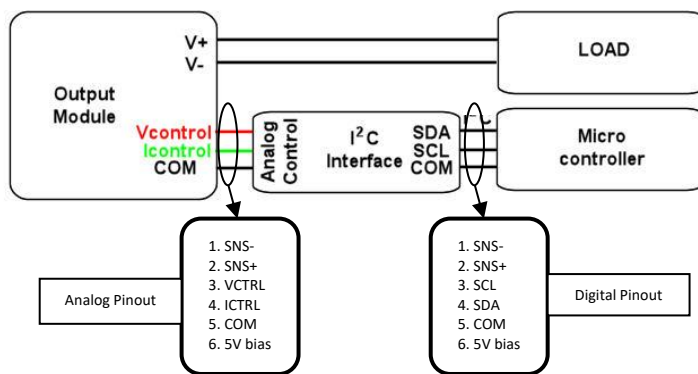 V+
V-
LOAD
Output
Module
Vcontrol
Icontrol
COM
Analog
Control
I²C
Interface
SDA
SCL
COM
Micro
controller
1. SNS-
2. SNS+
3. VCTRL
4. ICTRL
5. COM
6. 5V bias
Analog Pinout
1. SNS-
2. SNS+
3. SCL
4. SDA
5. COM
6. 5V bias
Digital Pinout